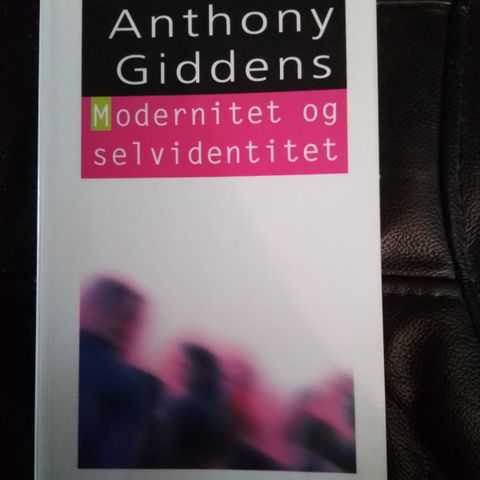 Anthony
Giddens
Modernitet og
selvidentitet